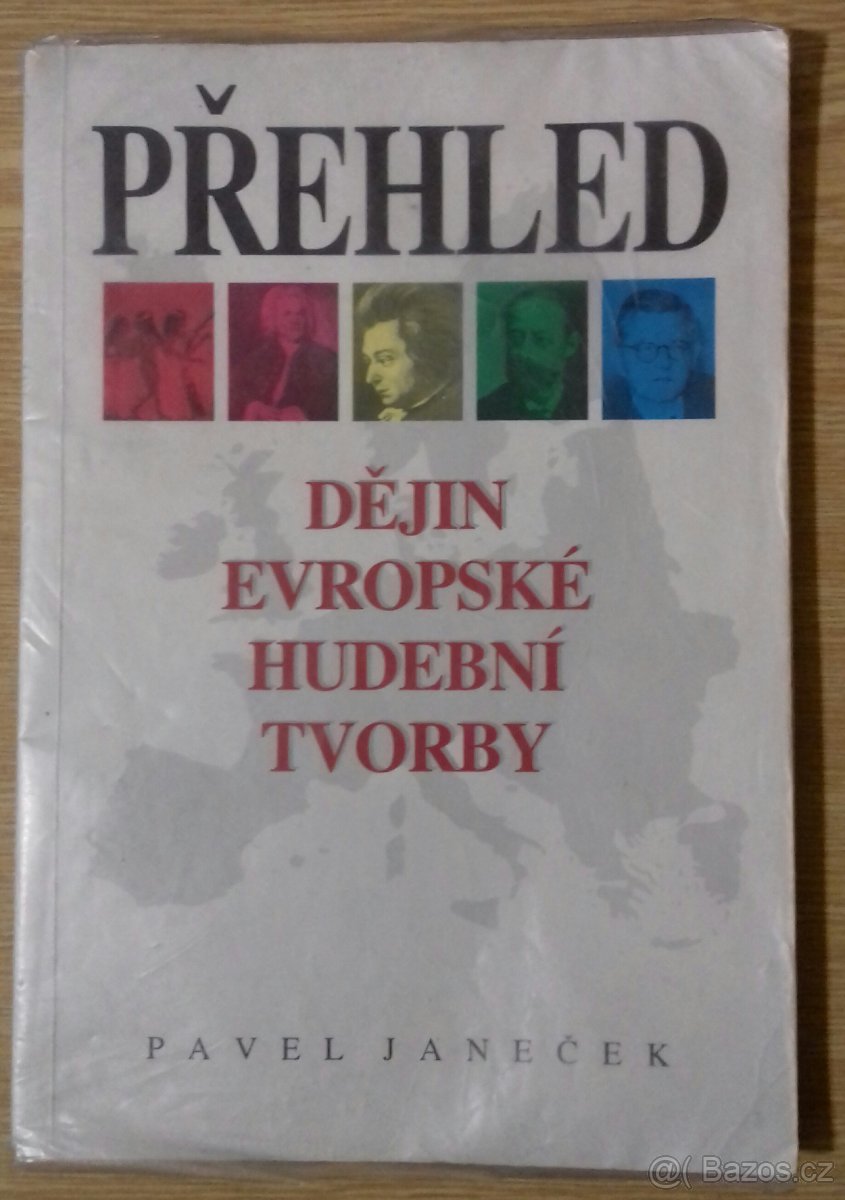 PŘEHLED
DĚJIN
EVROPSKÉ
HUDEBNÍ
TVORBY
PAVEL JANEČEK
@( Bazos.cz